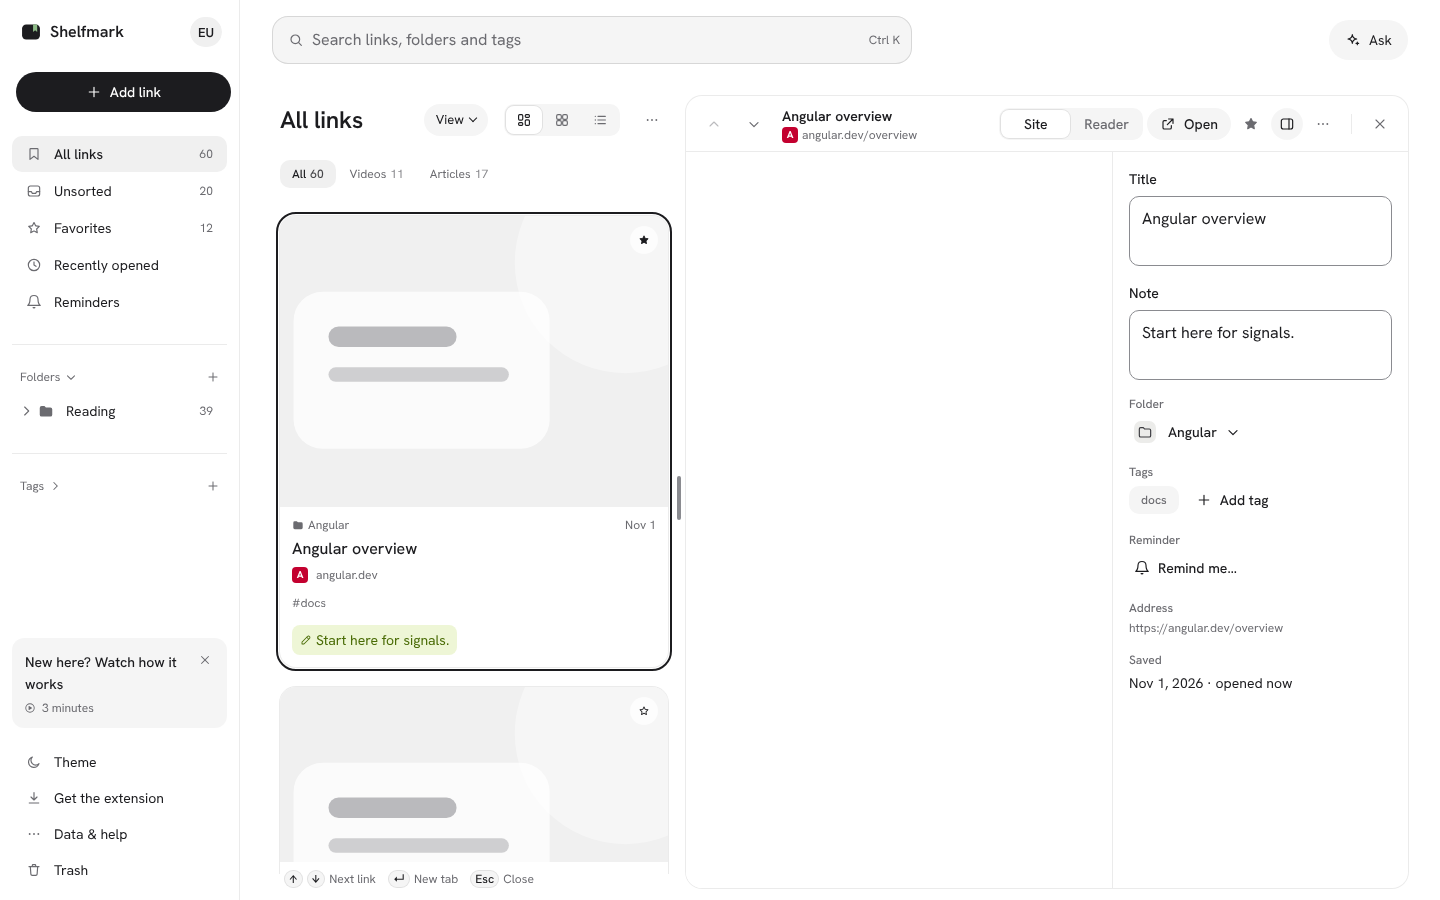 Shelfmark
EU
Add link
All links 60
Unsorted 20
Favorites 12
Recently opened
Reminders
Folders
Reading 39
Tags
New here? Watch how it
works
3 minutes
Theme
Get the extension
Data & help
Trash
Search links, folders and tags Ctrl K
Ask
All links
View
All 60 Videos 11 Articles 17
Angular Nov 1
Angular overview
A angular.dev
#docs
Start here for signals.
Next link New tab Esc Close
Angular overview
A angular.dev/overview
Site Reader Open
Title
Angular overview
Note
Start here for signals.
Folder
Angular
Tags
docs Add tag
Reminder
Remind me...
Address
https://angular.dev/overview
Saved
Nov 1, 2026 · opened now